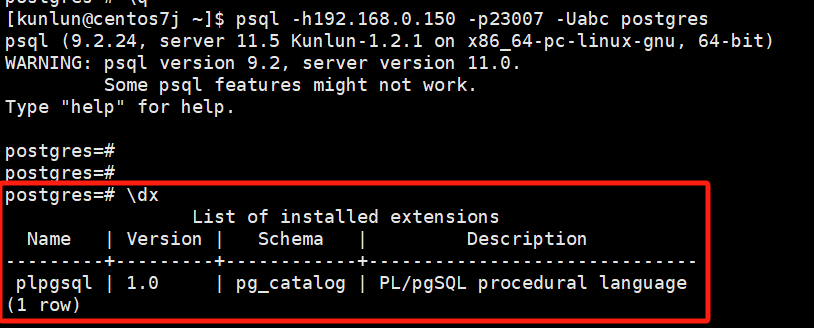 [kunlun@centos7j ~]$ psql -h192.168.0.150 -p23007 -Uabc postgres
psql (9.2.24, server 11.5 Kunlun-1.2.1 on x86_64-pc-linux-gnu, 64-bit)
WARNING: psql version 9.2, server version 11.0.
         Some psql features might not work.
Type "help" for help.
postgres=#
postgres=#
postgres=# \dx
                 List of installed extensions
  Name   | Version |   Schema   |         Description
---------+---------+------------+------------------------------
 plpgsql | 1.0     | pg_catalog | PL/pgSQL procedural language
(1 row)